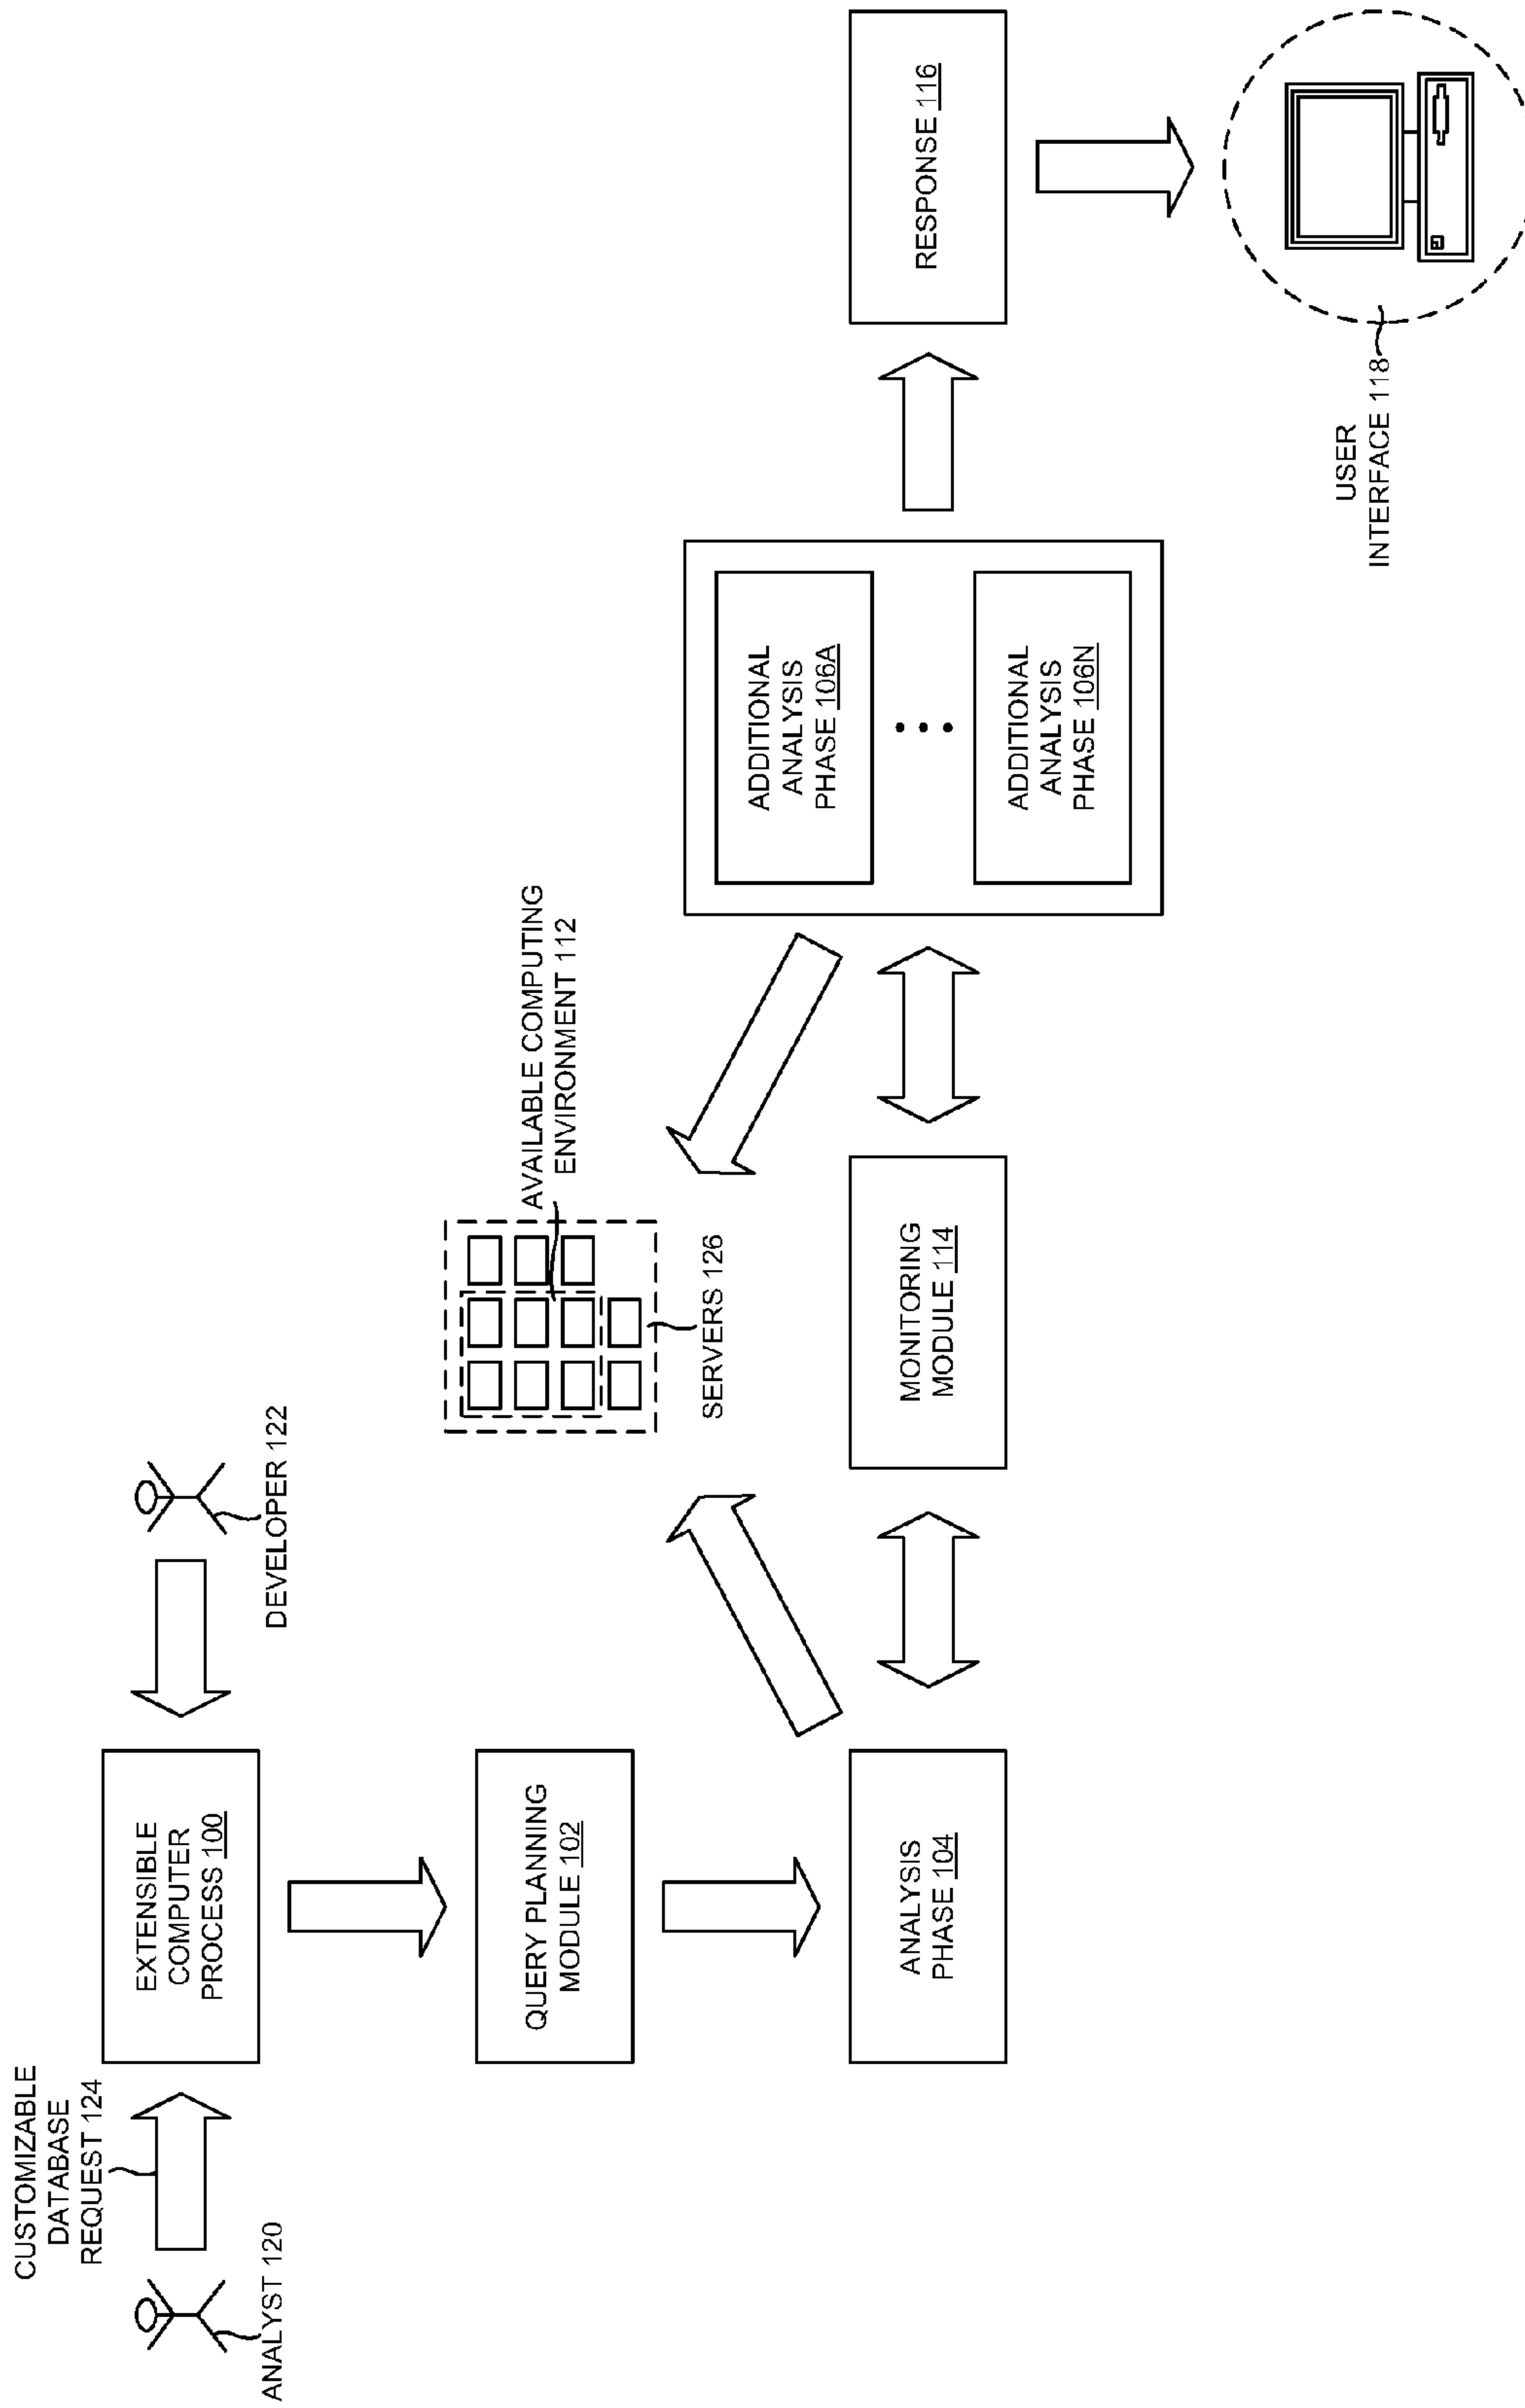 CUSTOMIZABLE
DATABASE
REQUEST 124
ANALYST 120
EXTENSIBLE
COMPUTER
PROCESS 100
DEVELOPER 122
QUERY PLANNING
MODULE 102
ANALYSIS
PHASE 104
AVAILABLE COMPUTING
ENVIRONMENT 112
SERVERS 126
MONITORING
MODULE 114
ADDITIONAL
ANALYSIS
PHASE 106A
ADDITIONAL
ANALYSIS
PHASE 106N
RESPONSE 116
USER
INTERFACE 118